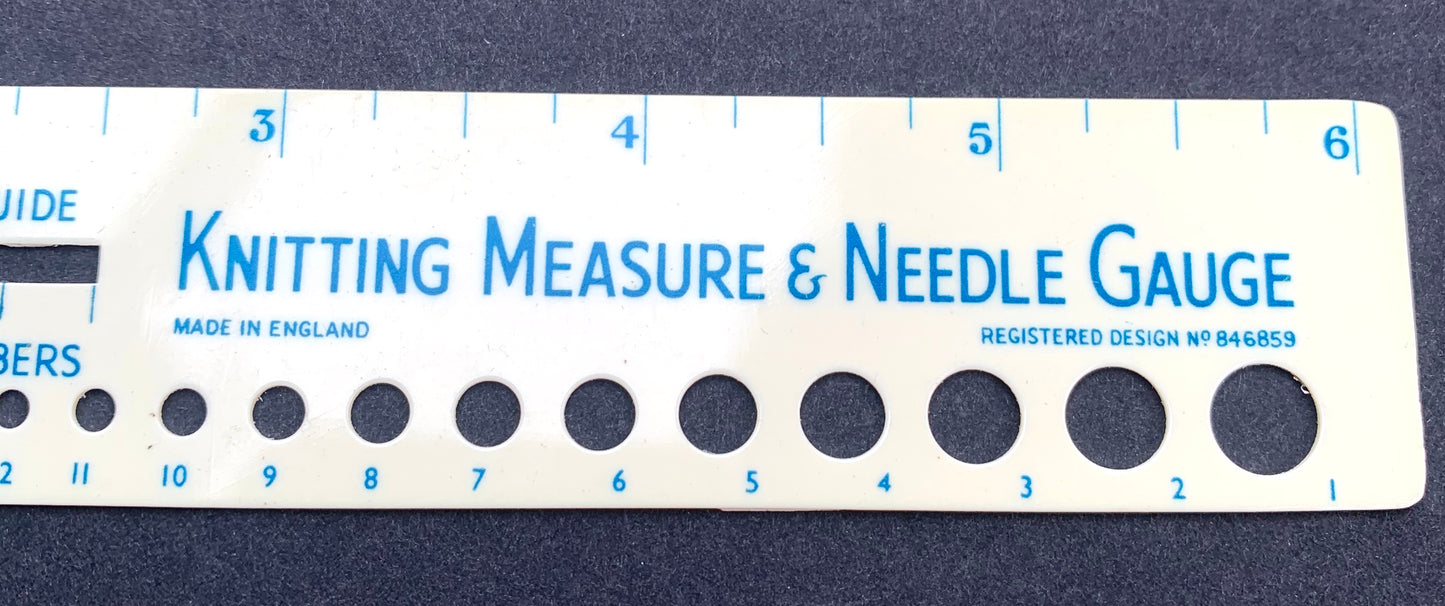 3 4 5 6
UIDE
KNITTING MEASURE & NEEDLE GAUGE
MADE IN ENGLAND
REGISTERED DESIGN Nº 846859
BERS
2 11 10 9 8 7 6 5 4 3 2 1